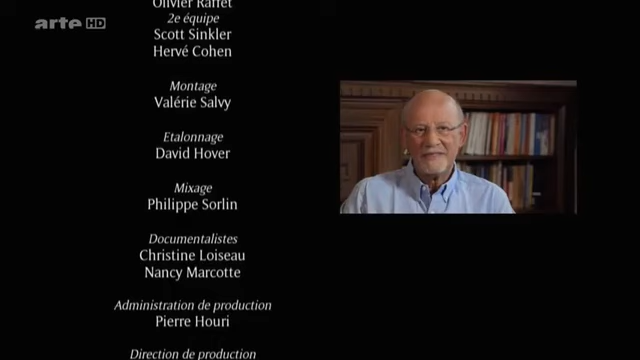 arte HD
Olivier Raffet
2e équipe
Scott Sinkler
Hervé Cohen
Montage
Valérie Salvy
Etalonnage
David Hover
Mixage
Philippe Sorlin
Documentalistes
Christine Loiseau
Nancy Marcotte
Administration de production
Pierre Houri
Direction de production